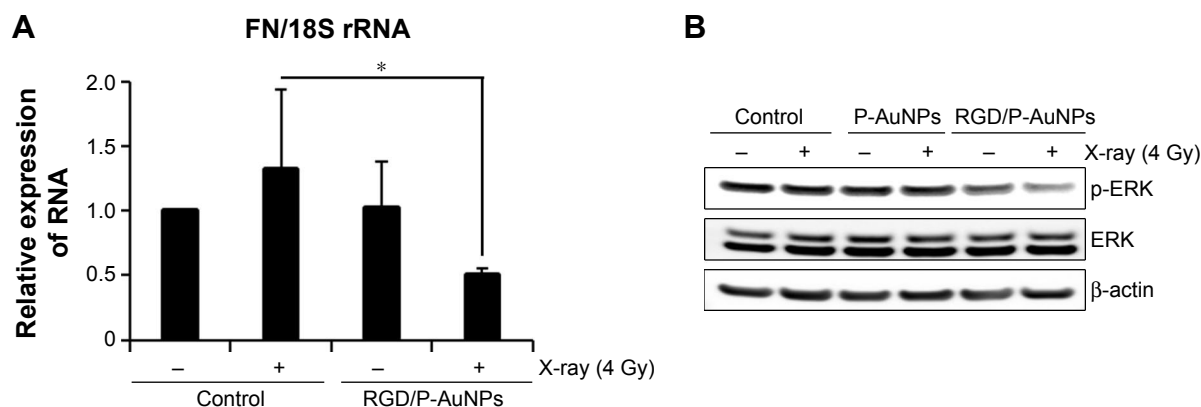 A
FN/18S rRNA
Relative expression
of RNA
2.0
1.5
1.0
0.5
0
*
– + – + X-ray (4 Gy)
Control RGD/P-AuNPs
B
Control P-AuNPs RGD/P-AuNPs
– + – + – + X-ray (4 Gy)
p-ERK
ERK
β-actin